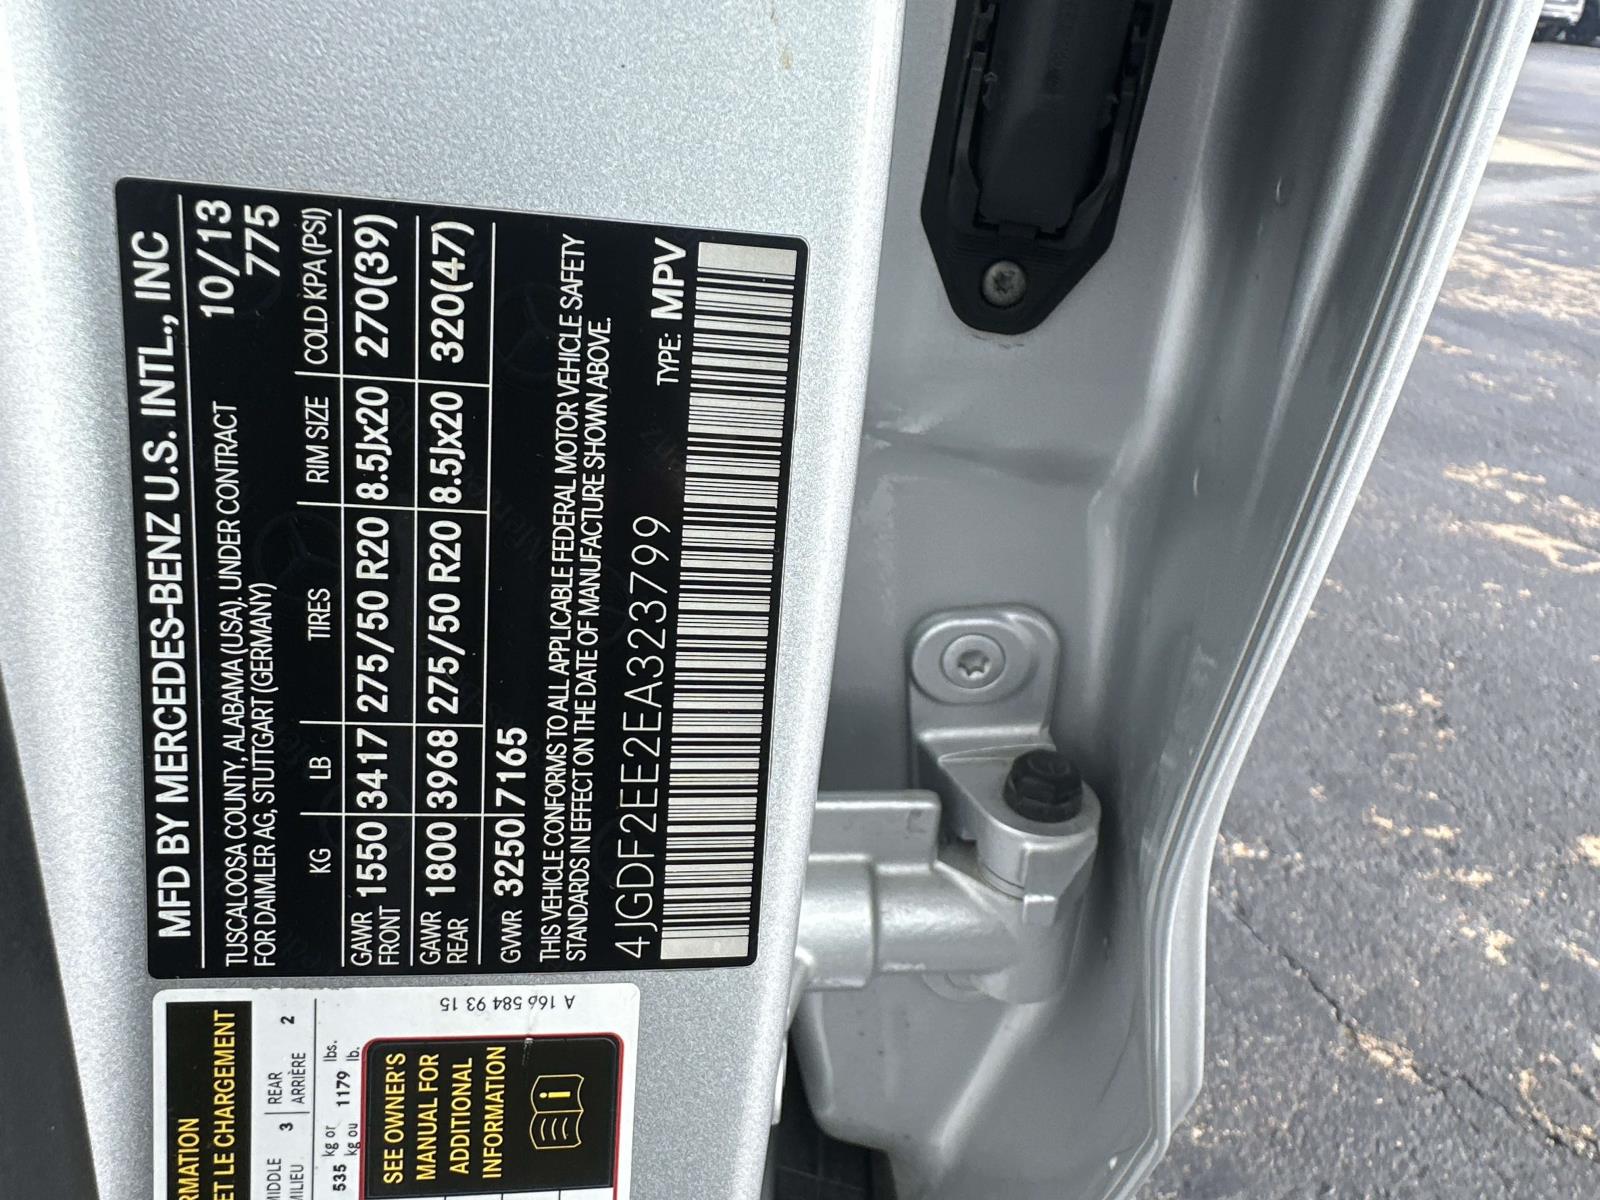 MFD BY MERCEDES-BENZ U.S. INTL., INC
TUSCALOOSA COUNTY, ALABAMA (USA). UNDER CONTRACT 10/13
FOR DAIMLER AG, STUTTGART (GERMANY) 775
KG LB TIRES RIM SIZE COLD KPA(PSI)
GAWR FRONT 1550 3417 275/50 R20 8.5Jx20 270(39)
GAWR REAR 1800 3968 275/50 R20 8.5Jx20 320(47)
GVWR 3250 7165
THIS VEHICLE CONFORMS TO ALL APPLICABLE FEDERAL MOTOR VEHICLE SAFETY
STANDARDS IN EFFECT ON THE DATE OF MANUFACTURE SHOWN ABOVE.
4JGDF2EE2EA323799 TYPE: MPV
RMATION
ET LE CHARGEMENT
MIDDLE 3 REAR 2
MILIEU ARRIÈRE
535 kg or 1179 lbs.
kg ou lb.
SEE OWNER'S
MANUAL FOR
ADDITIONAL
INFORMATION
i
A 166 584 93 15